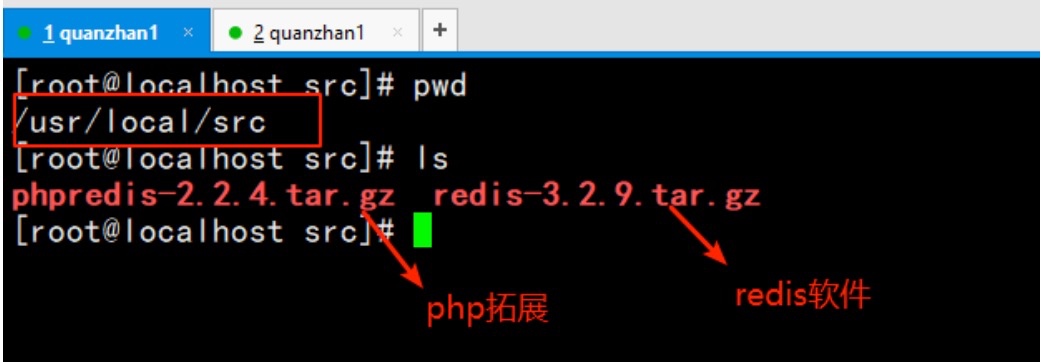 1 quanzhan1 × 2 quanzhan1 × +
[root@localhost src]# pwd
/usr/local/src
[root@localhost src]# ls
phpredis-2.2.4.tar.gz redis-3.2.9.tar.gz
[root@localhost src]#
php拓展 redis软件